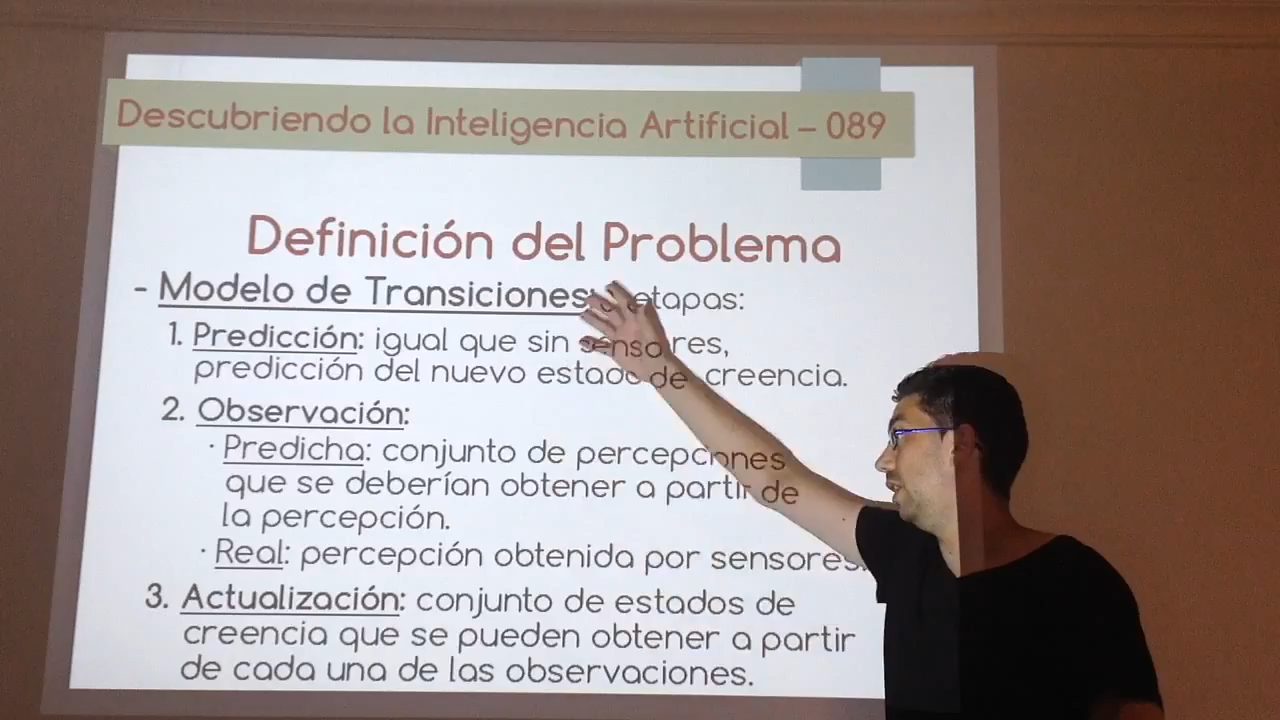 Descubriendo la Inteligencia Artificial – 089
Definición del Problema
- Modelo de Transiciones: etapas:
1. Predicción: igual que sin sensores,
predicción del nuevo estado de creencia.
2. Observación:
· Predicha: conjunto de percepciones
que se deberían obtener a partir de
la percepción.
· Real: percepción obtenida por sensores.
3. Actualización: conjunto de estados de
creencia que se pueden obtener a partir
de cada una de las observaciones.